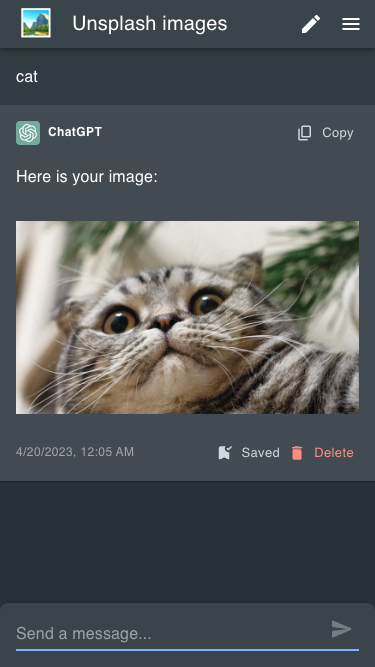 Unsplash images
cat
ChatGPT
Copy
Here is your image:
4/20/2023, 12:05 AM
Saved
Delete
Send a message...